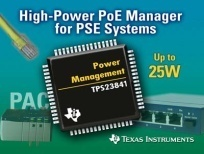 High-Power PoE Manager
for PSE Systems
Up to
25W
Power
Management
TPS23841
PAC
TEXAS INSTRUMENTS